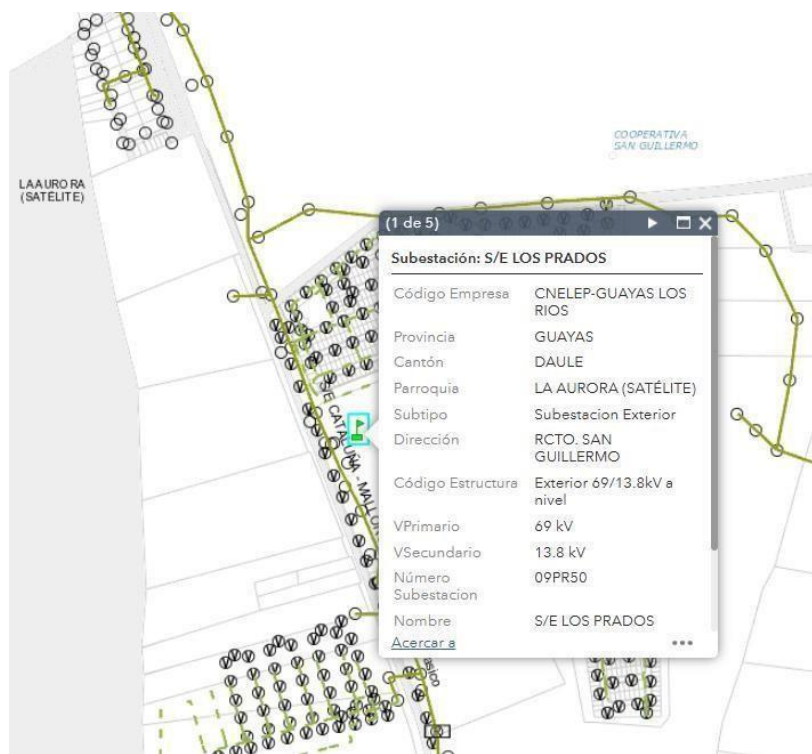 COOPERATIVA
SAN GUILLERMO
LA AURORA
(SATÉLITE)
(1 de 5)
Subestación: S/E LOS PRADOS
Código Empresa CNELEP-GUAYAS LOS
RIOS
Provincia GUAYAS
Cantón DAULE
Parroquia LA AURORA (SATÉLITE)
Subtipo Subestacion Exterior
Dirección RCTO. SAN
GUILLERMO
Código Estructura Exterior 69/13.8kV a
nivel
VPrimario 69 kV
VSecundario 13.8 kV
Número 09PR50
Subestacion
Nombre S/E LOS PRADOS
Acercar a
CATALUÑA - MALLOR